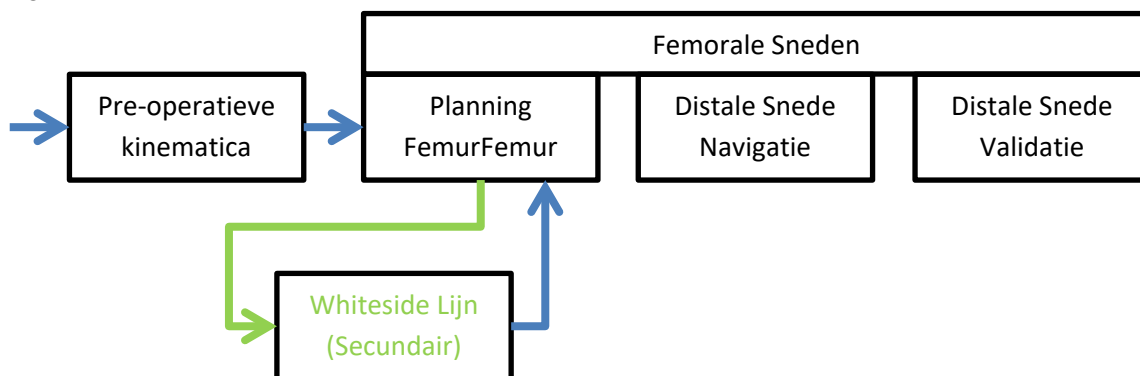 Femorale Sneden
Pre-operatieve
kinematica
Planning
FemurFemur
Distale Snede
Navigatie
Distale Snede
Validatie
Whiteside Lijn
(Secundair)